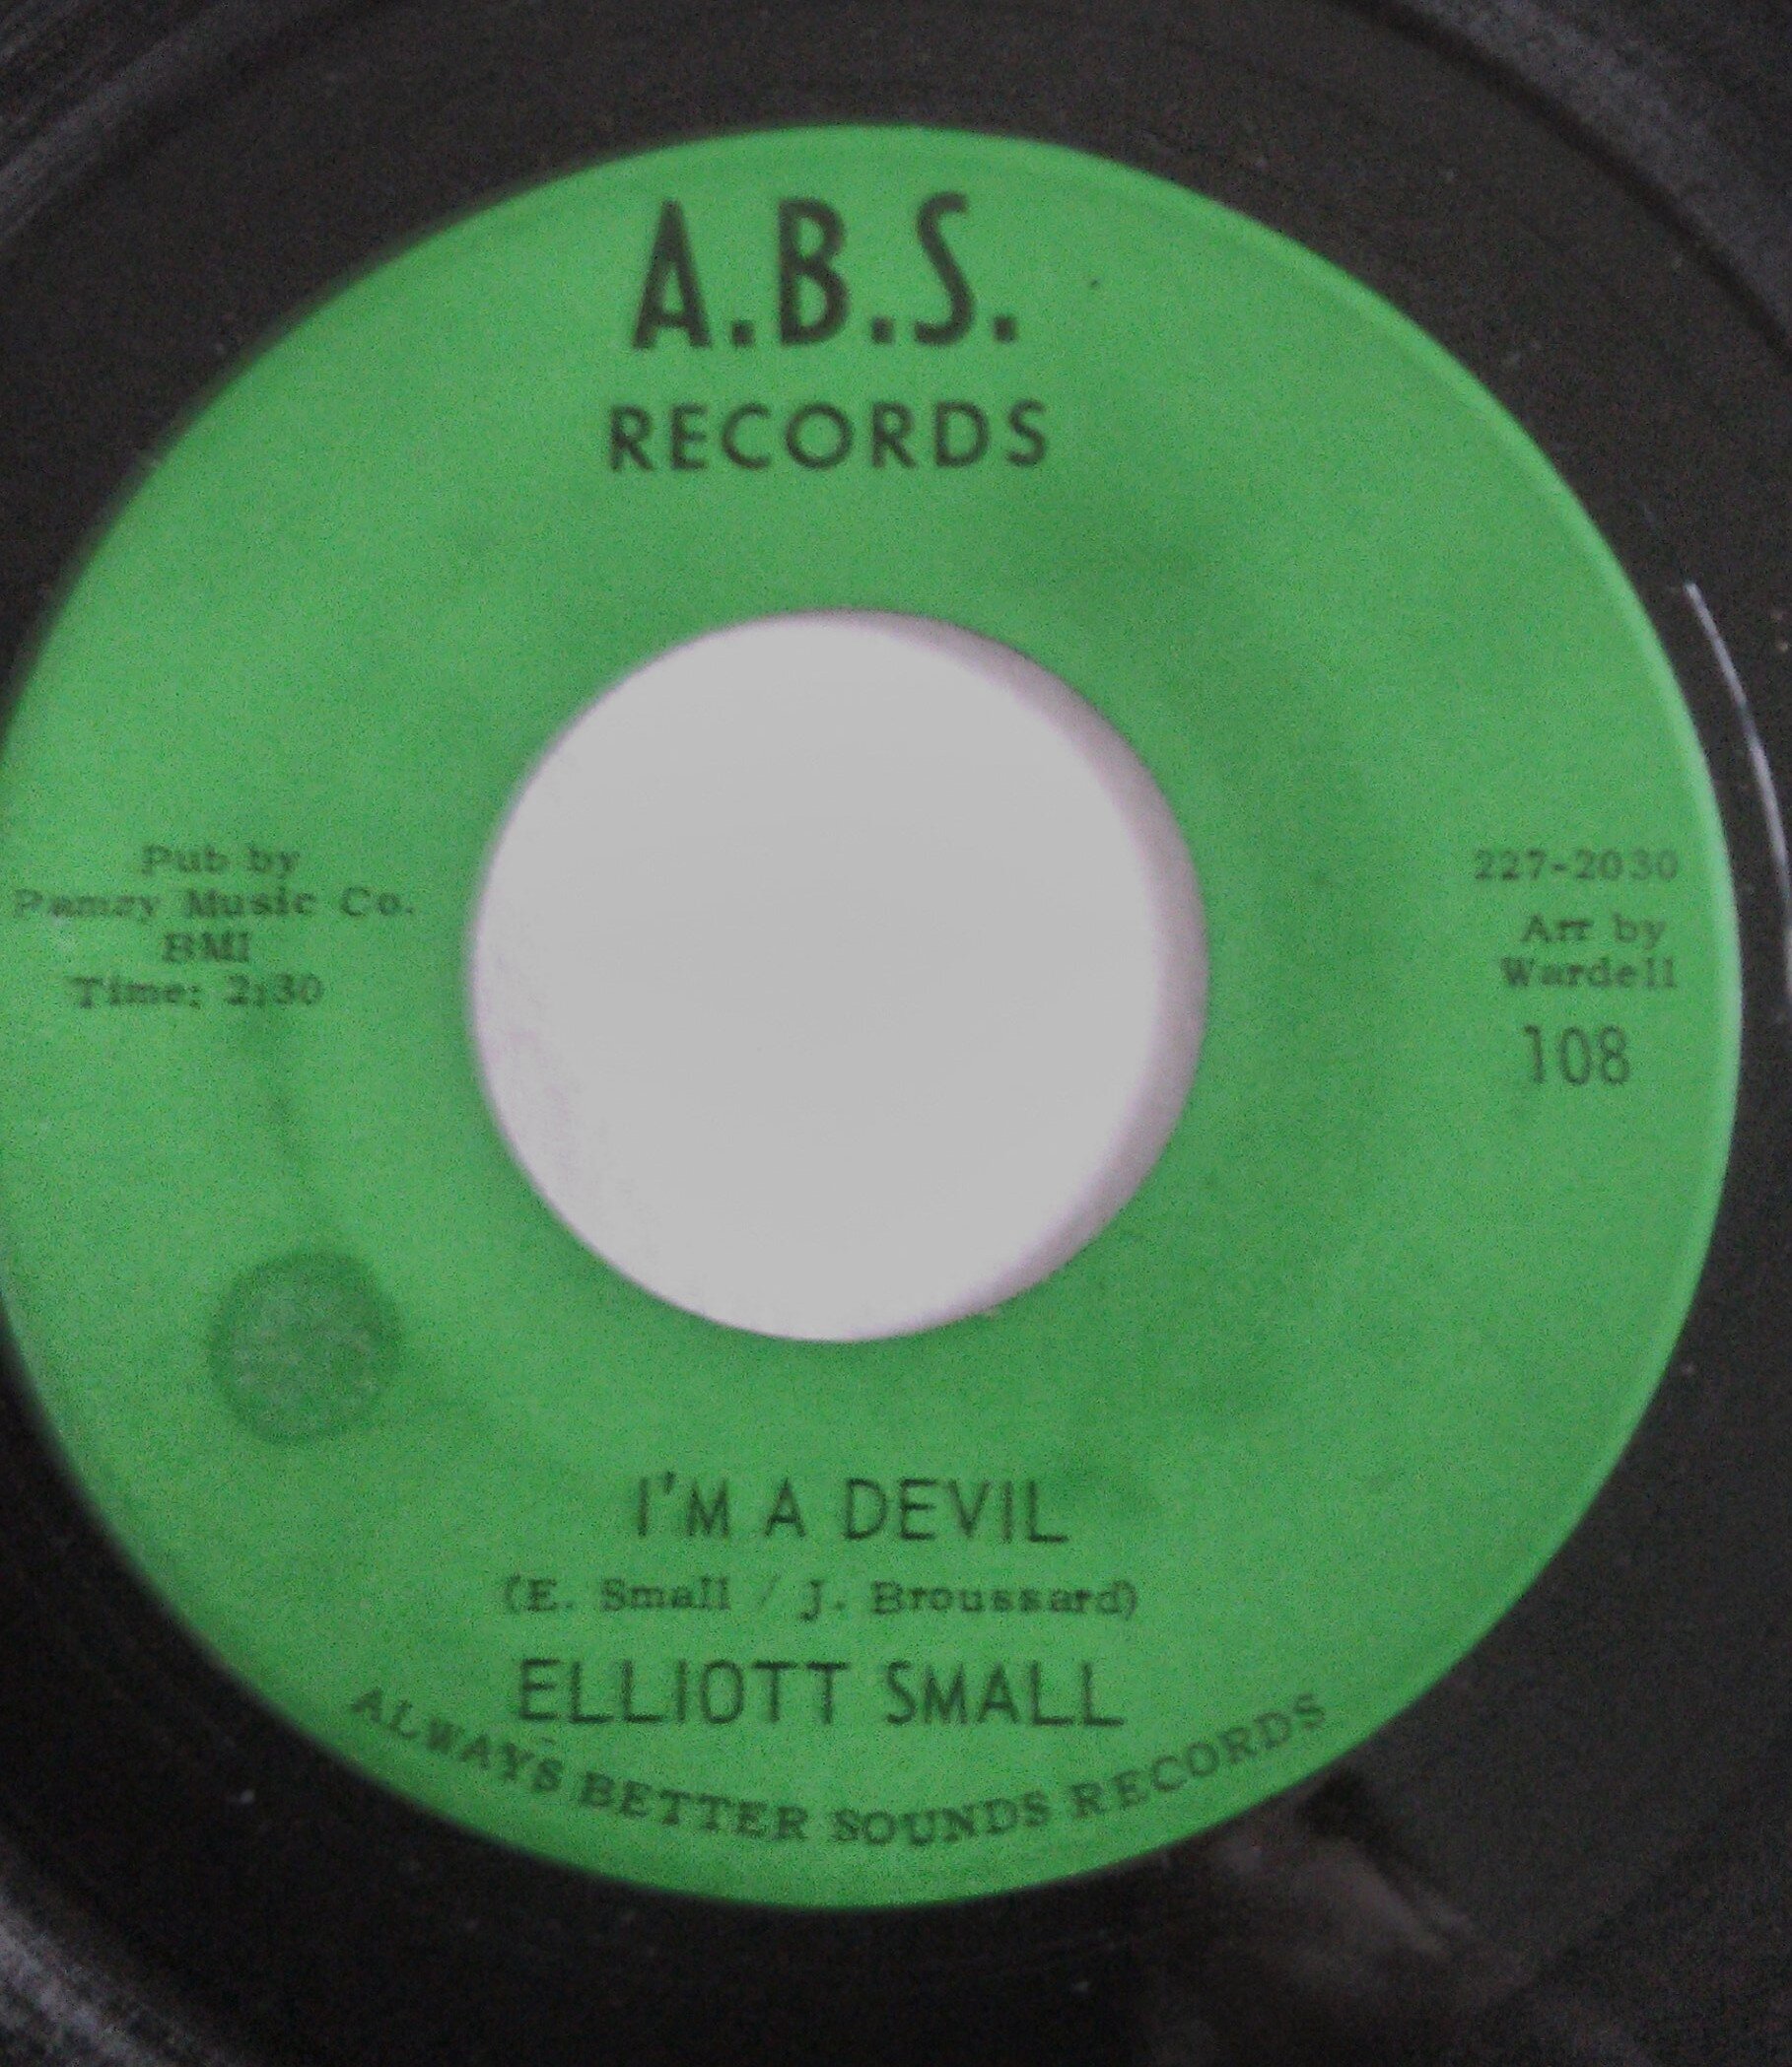 A.B.S.
RECORDS
Pub by
Pamzy Music Co.
BMI
Time: 2:30
227-2030
Arr by
Wardell
108
I'M A DEVIL
(E. Small / J. Broussard)
ELLIOTT SMALL
ALWAYS BETTER SOUNDS RECORDS